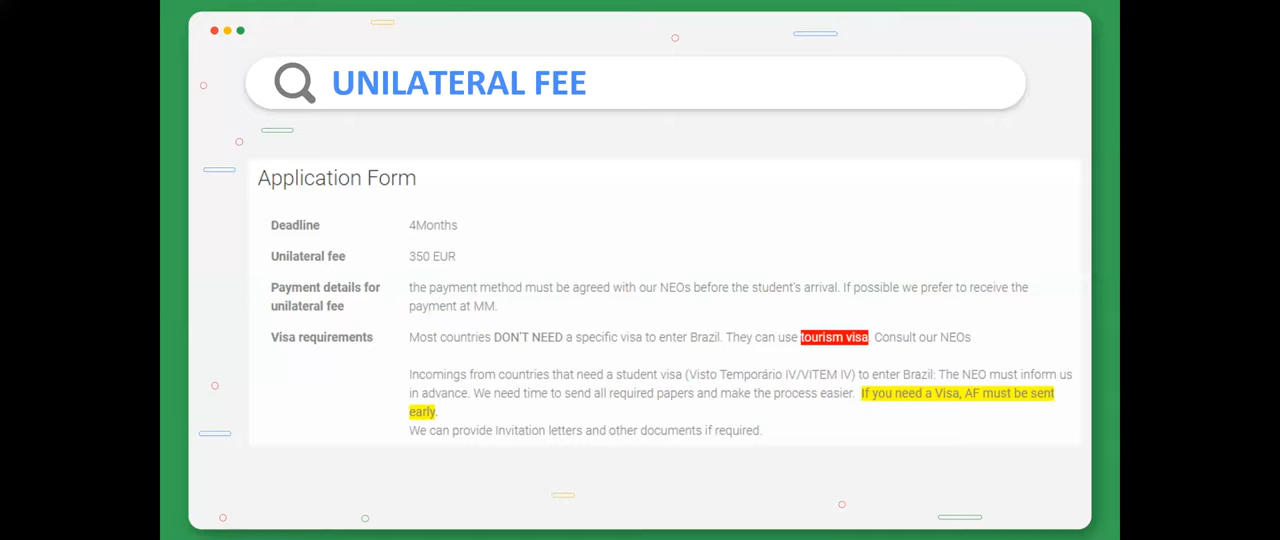 UNILATERAL FEE
Application Form
Deadline 4Months
Unilateral fee 350 EUR
Payment details for the payment method must be agreed with our NEOs before the student's arrival. If possible we prefer to receive the
unilateral fee payment at MM.
Visa requirements Most countries DON'T NEED a specific visa to enter Brazil. They can use tourism visa. Consult our NEOs
Incomings from countries that need a student visa (Visto Temporário IV/VITEM IV) to enter Brazil: The NEO must inform us
in advance. We need time to send all required papers and make the process easier. If you need a Visa, AF must be sent
early.
We can provide Invitation letters and other documents if required.